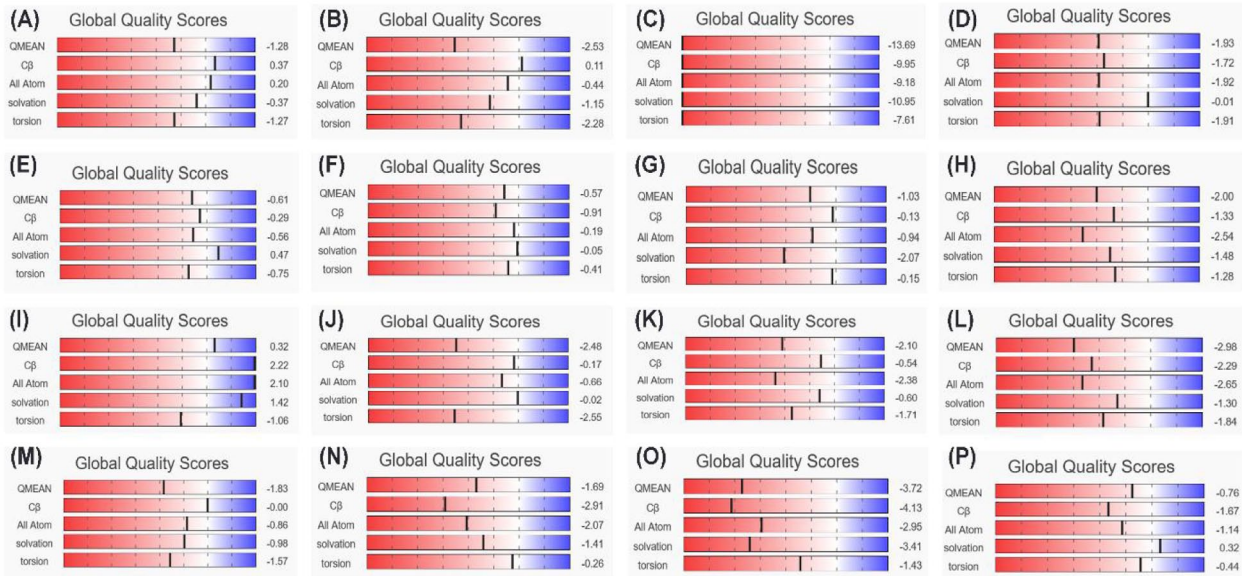 (A) Global Quality Scores
QMEAN -1.28
Cβ 0.37
All Atom 0.20
solvation -0.37
torsion -1.27
(B) Global Quality Scores
QMEAN -2.53
Cβ 0.11
All Atom -0.44
solvation -1.15
torsion -2.28
(C) Global Quality Scores
QMEAN -13.69
Cβ -9.95
All Atom -9.18
solvation -10.95
torsion -7.61
(D) Global Quality Scores
QMEAN -1.93
Cβ -1.72
All Atom -1.92
solvation -0.01
torsion -1.91
(E) Global Quality Scores
QMEAN -0.61
Cβ -0.29
All Atom -0.56
solvation 0.47
torsion -0.75
(F) Global Quality Scores
QMEAN -0.57
Cβ -0.91
All Atom -0.19
solvation -0.05
torsion -0.41
(G) Global Quality Scores
QMEAN -1.03
Cβ -0.13
All Atom -0.94
solvation -2.07
torsion -0.15
(H) Global Quality Scores
QMEAN -2.00
Cβ -1.33
All Atom -2.54
solvation -1.48
torsion -1.28
(I) Global Quality Scores
QMEAN 0.32
Cβ 2.22
All Atom 2.10
solvation 1.42
torsion -1.06
(J) Global Quality Scores
QMEAN -2.48
Cβ -0.17
All Atom -0.66
solvation -0.02
torsion -2.55
(K) Global Quality Scores
QMEAN -2.10
Cβ -0.54
All Atom -2.38
solvation -0.60
torsion -1.71
(L) Global Quality Scores
QMEAN -2.98
Cβ -2.29
All Atom -2.65
solvation -1.30
torsion -1.84
(M) Global Quality Scores
QMEAN -1.83
Cβ -0.00
All Atom -0.86
solvation -0.98
torsion -1.57
(N) Global Quality Scores
QMEAN -1.69
Cβ -2.91
All Atom -2.07
solvation -1.41
torsion -0.26
(O) Global Quality Scores
QMEAN -3.72
Cβ -4.13
All Atom -2.95
solvation -3.41
torsion -1.43
(P) Global Quality Scores
QMEAN -0.76
Cβ -1.67
All Atom -1.14
solvation 0.32
torsion -0.44